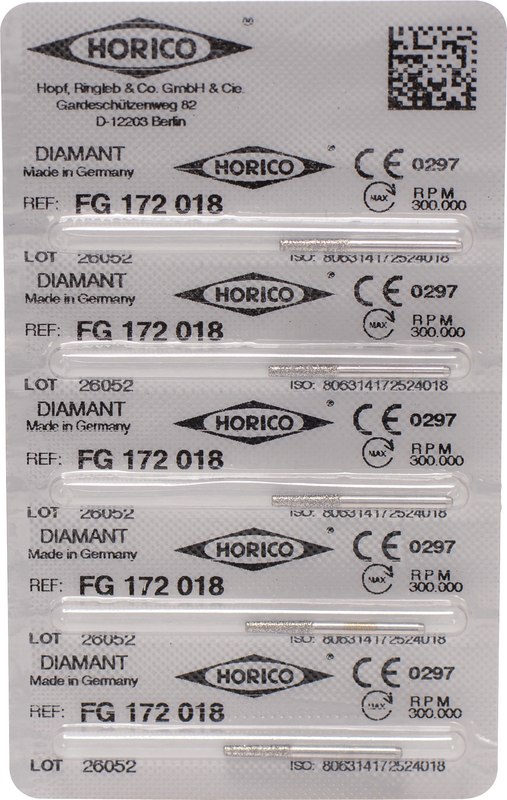 HORICO ®
Hopf, Ringleb & Co. GmbH & Cie.
Gardeschützenweg 82
D-12203 Berlin
DIAMANT HORICO ® CE 0297
Made in Germany
REF: FG 172 018 MAX RPM 300.000
LOT 26052 ISO: 806314172524018
DIAMANT HORICO ® CE 0297
Made in Germany
REF: FG 172 018 MAX RPM 300.000
LOT 26052 ISO: 806314172524018
DIAMANT HORICO ® CE 0297
Made in Germany
REF: FG 172 018 MAX RPM 300.000
LOT 26052 ISO: 806314172524018
DIAMANT HORICO ® CE 0297
Made in Germany
REF: FG 172 018 MAX RPM 300.000
LOT 26052 ISO: 806314172524018
DIAMANT HORICO ® CE 0297
Made in Germany
REF: FG 172 018 MAX RPM 300.000
LOT 26052 ISO: 806314172524018